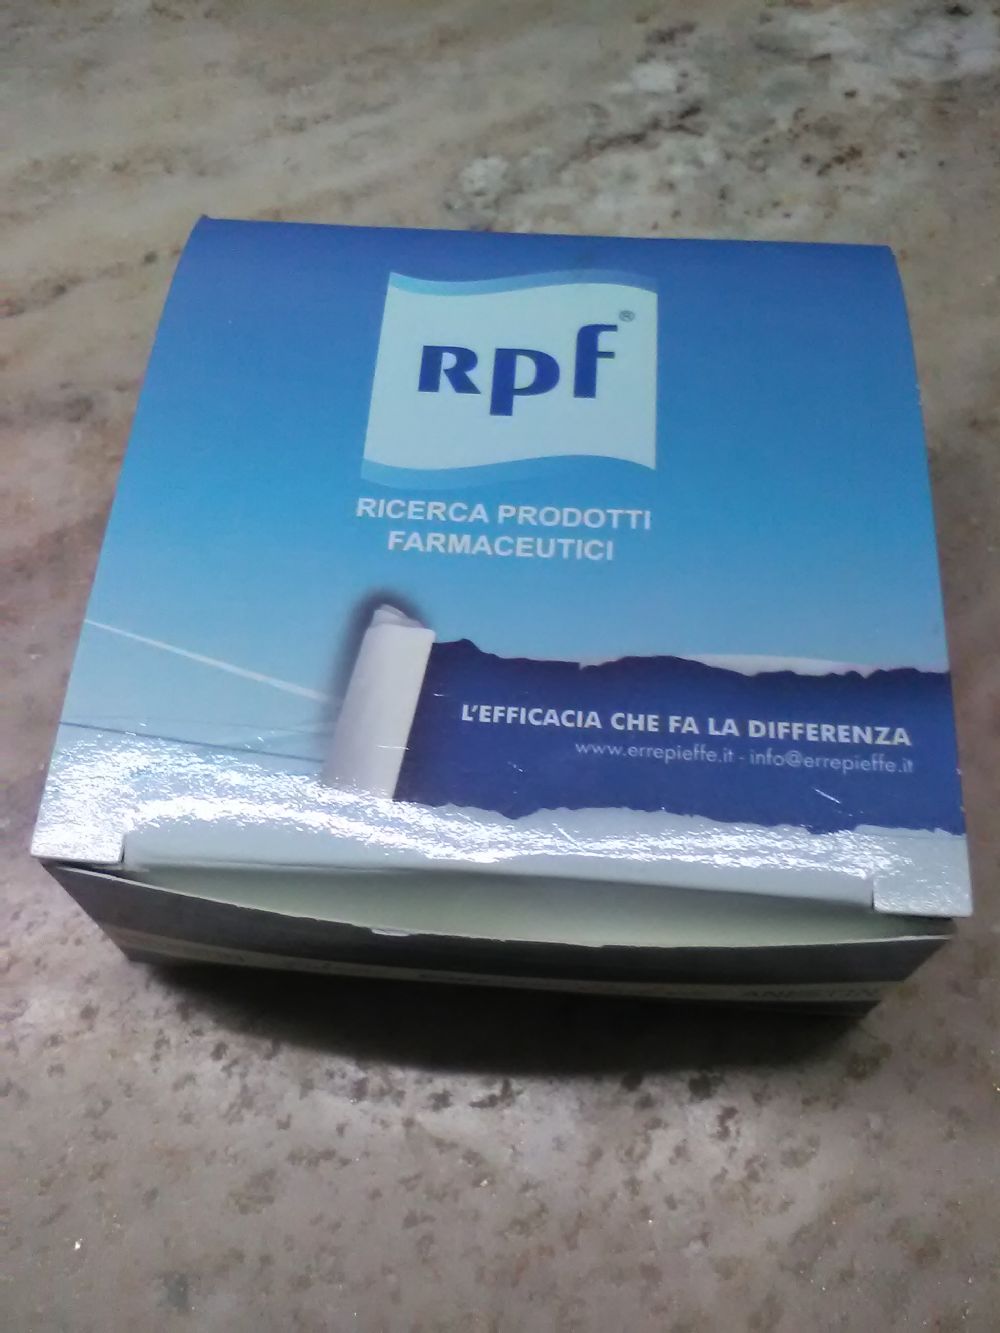 Rpf®
RICERCA PRODOTTI
FARMACEUTICI
L'EFFICACIA CHE FA LA DIFFERENZA
www.errepieffe.it - info@errepieffe.it